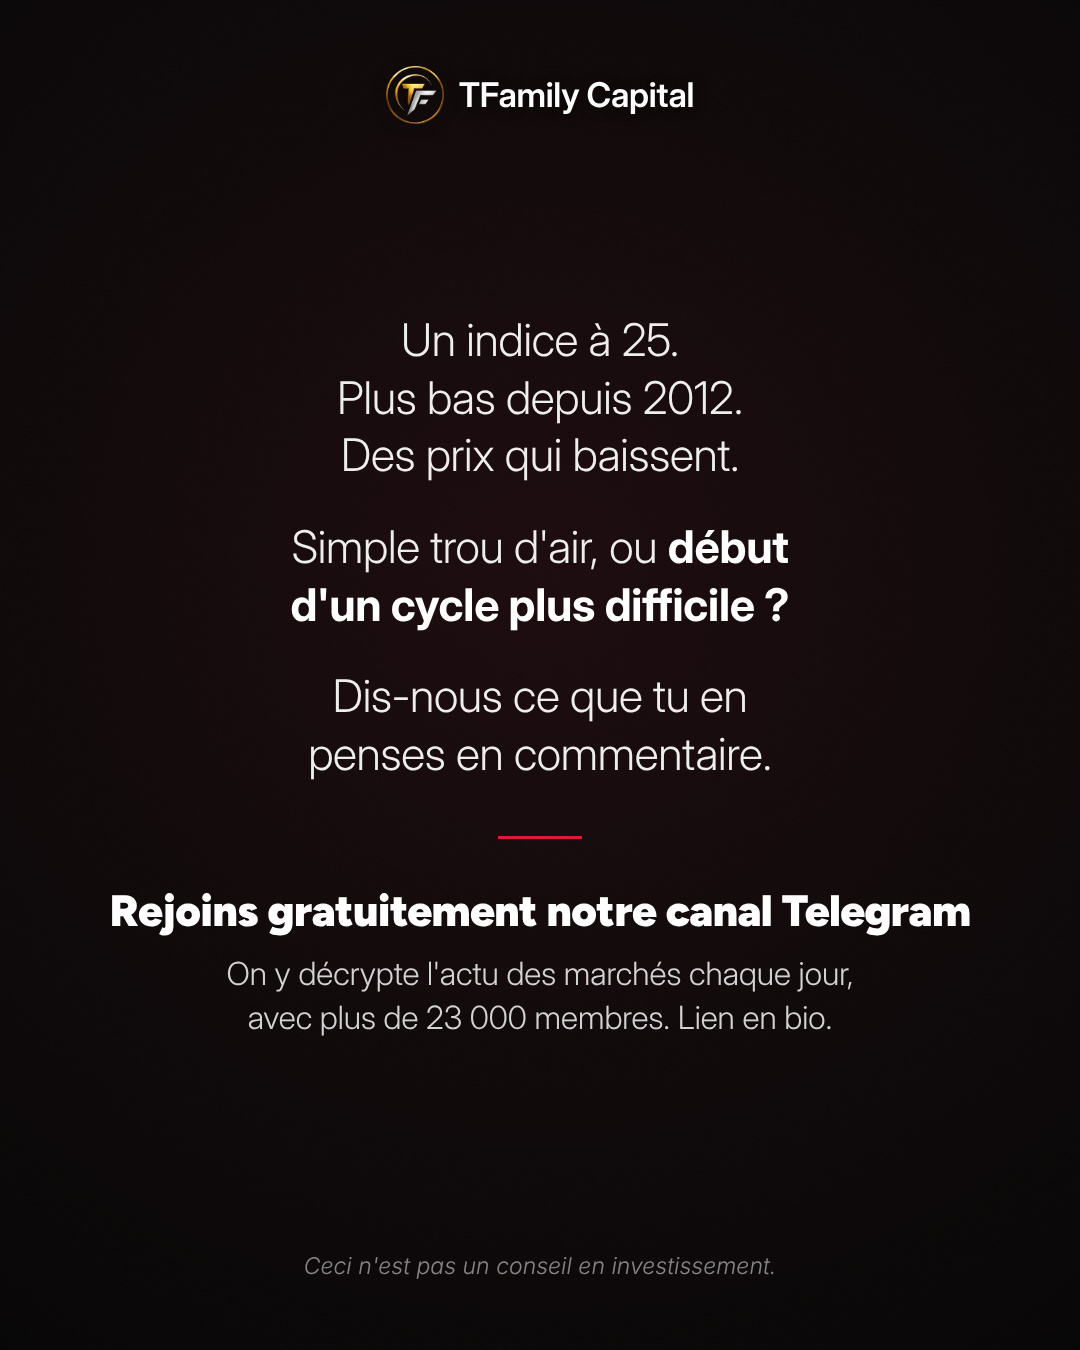 TF TFamily Capital
Un indice à 25.
Plus bas depuis 2012.
Des prix qui baissent.
Simple trou d'air, ou début
d'un cycle plus difficile ?
Dis-nous ce que tu en
penses en commentaire.
Rejoins gratuitement notre canal Telegram
On y décrypte l'actu des marchés chaque jour,
avec plus de 23 000 membres. Lien en bio.
Ceci n'est pas un conseil en investissement.